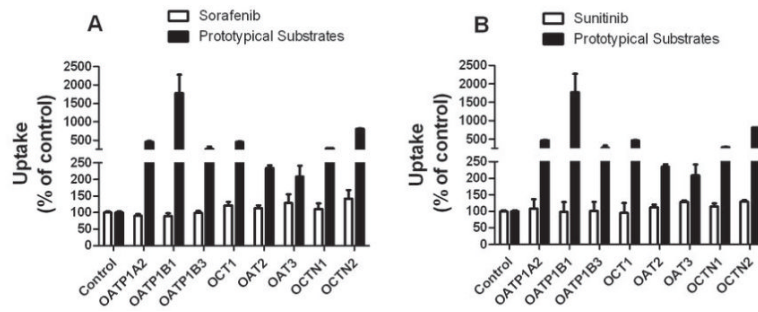 A
Sorafenib
Prototypical Substrates
Uptake
(% of control)
2500
2000
1500
1000
500
250
200
150
100
50
0
Control
OATP1A2
OATP1B1
OATP1B3
OCT1
OAT2
OAT3
OCTN1
OCTN2
B
Sunitinib
Prototypical Substrates
Uptake
(% of control)
2500
2000
1500
1000
500
250
200
150
100
50
0
Control
OATP1A2
OATP1B1
OATP1B3
OCT1
OAT2
OAT3
OCTN1
OCTN2